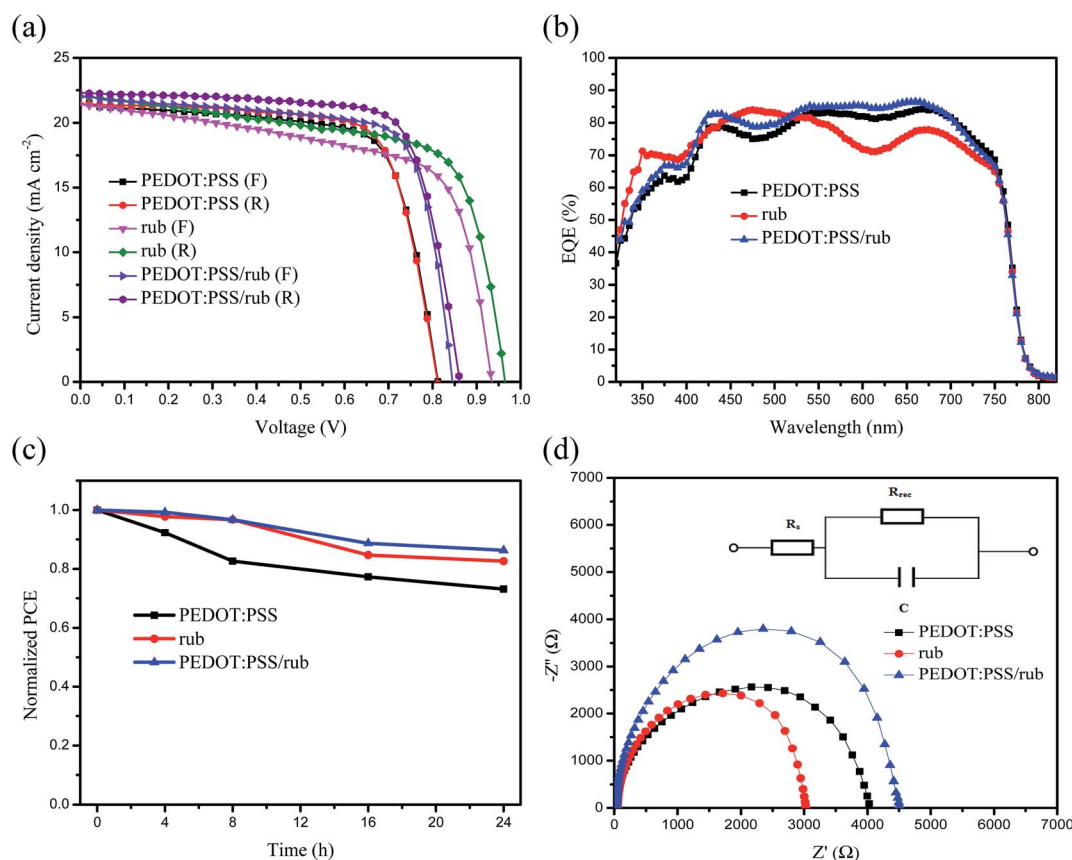 (a)
25
20
15
10
5
0
Current density (mA cm-2)
PEDOT:PSS (F)
PEDOT:PSS (R)
rub (F)
rub (R)
PEDOT:PSS/rub (F)
PEDOT:PSS/rub (R)
0.0 0.1 0.2 0.3 0.4 0.5 0.6 0.7 0.8 0.9 1.0
Voltage (V)
(b)
100
90
80
70
60
50
40
30
20
10
0
EQE (%)
PEDOT:PSS
rub
PEDOT:PSS/rub
350 400 450 500 550 600 650 700 750 800
Wavelength (nm)
(c)
1.0
0.8
0.6
0.4
0.2
0.0
Normalized PCE
PEDOT:PSS
rub
PEDOT:PSS/rub
0 4 8 12 16 20 24
Time (h)
(d)
7000
6000
5000
4000
3000
2000
1000
0
-Z'' (Ω)
Rrec
Rs
C
PEDOT:PSS
rub
PEDOT:PSS/rub
0 1000 2000 3000 4000 5000 6000 7000
Z' (Ω)